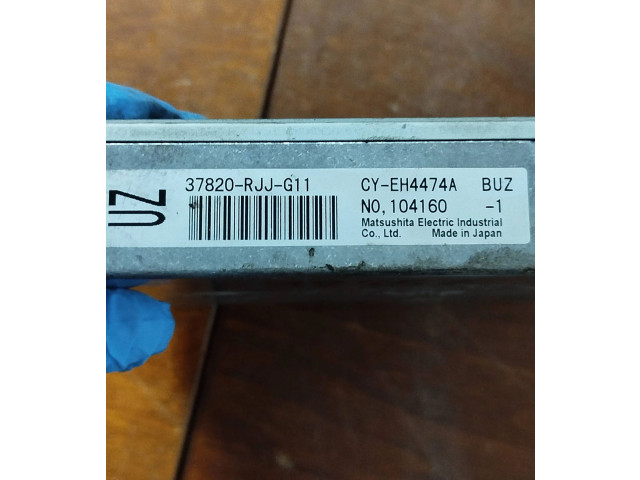 UZ
37820-RJJ-G11 CY-EH4474A BUZ
NO,104160 -1
Matsushita Electric Industrial
Co., Ltd. Made in Japan